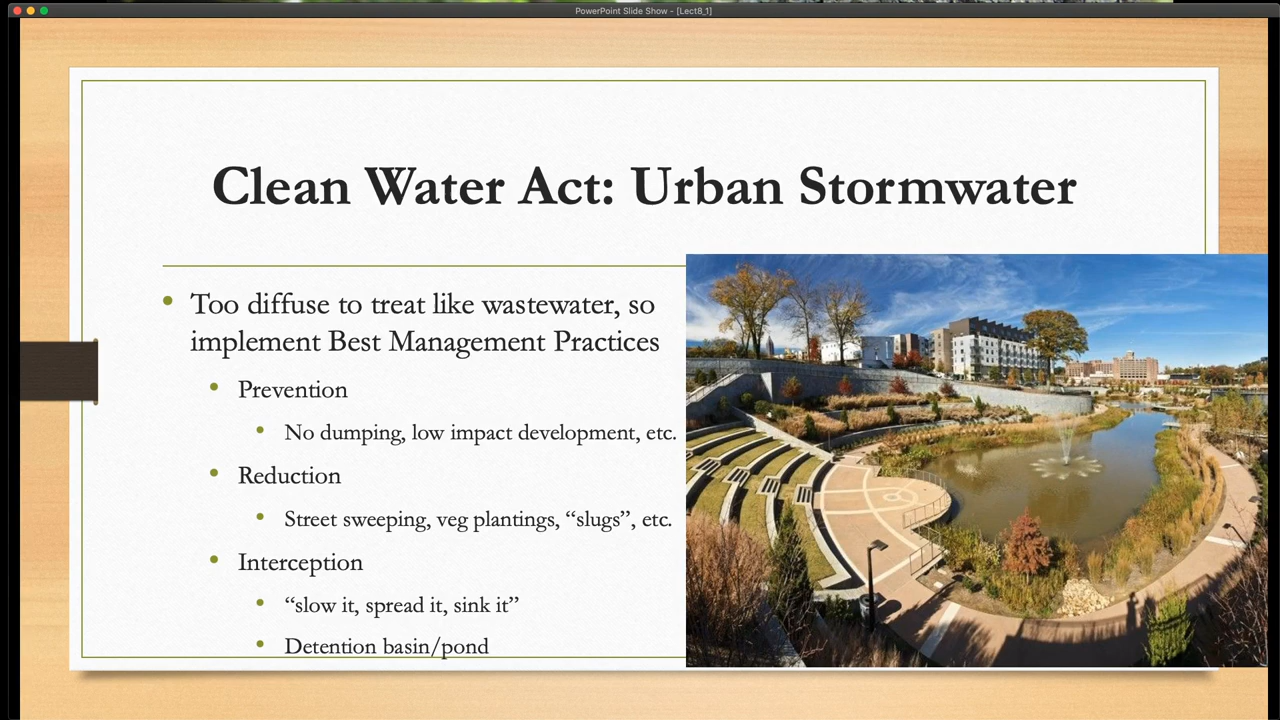 PowerPoint Slide Show - [Lect8_1]
Clean Water Act: Urban Stormwater
Too diffuse to treat like wastewater, so
implement Best Management Practices
Prevention
No dumping, low impact development, etc.
Reduction
Street sweeping, veg plantings, “slugs”, etc.
Interception
“slow it, spread it, sink it”
Detention basin/pond